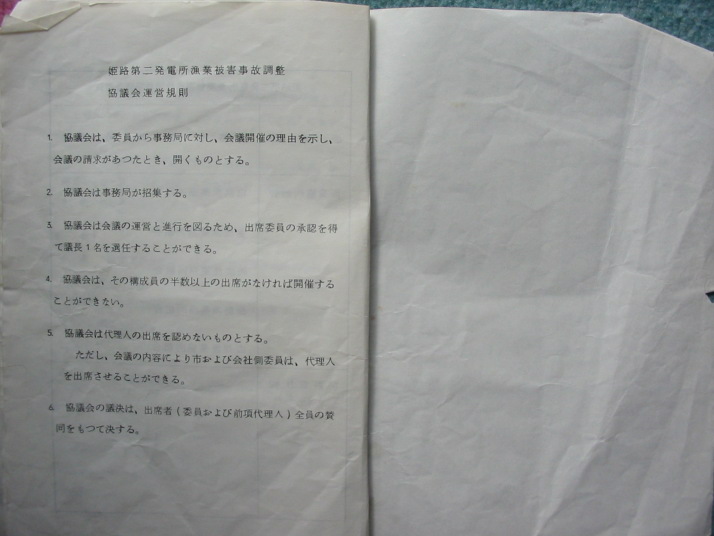 姫路第二発電所漁業被害事故調整
協議会運営規則
1. 協議会は、委員から事務局に対し、会議開催の理由を示し、
会議の請求があつたとき、開くものとする。
2. 協議会は事務局が招集する。
3. 協議会は会議の運営と進行を図るため、出席委員の承認を得
て議長1名を選任することができる。
4. 協議会は、その構成員の半数以上の出席がなければ開催する
ことができない。
5. 協議会は代理人の出席を認めないものとする。
ただし、会議の内容により市および会社側委員は、代理人
を出席させることができる。
6. 協議会の議決は、出席者(委員および前項代理人)全員の賛
同をもつて決する。